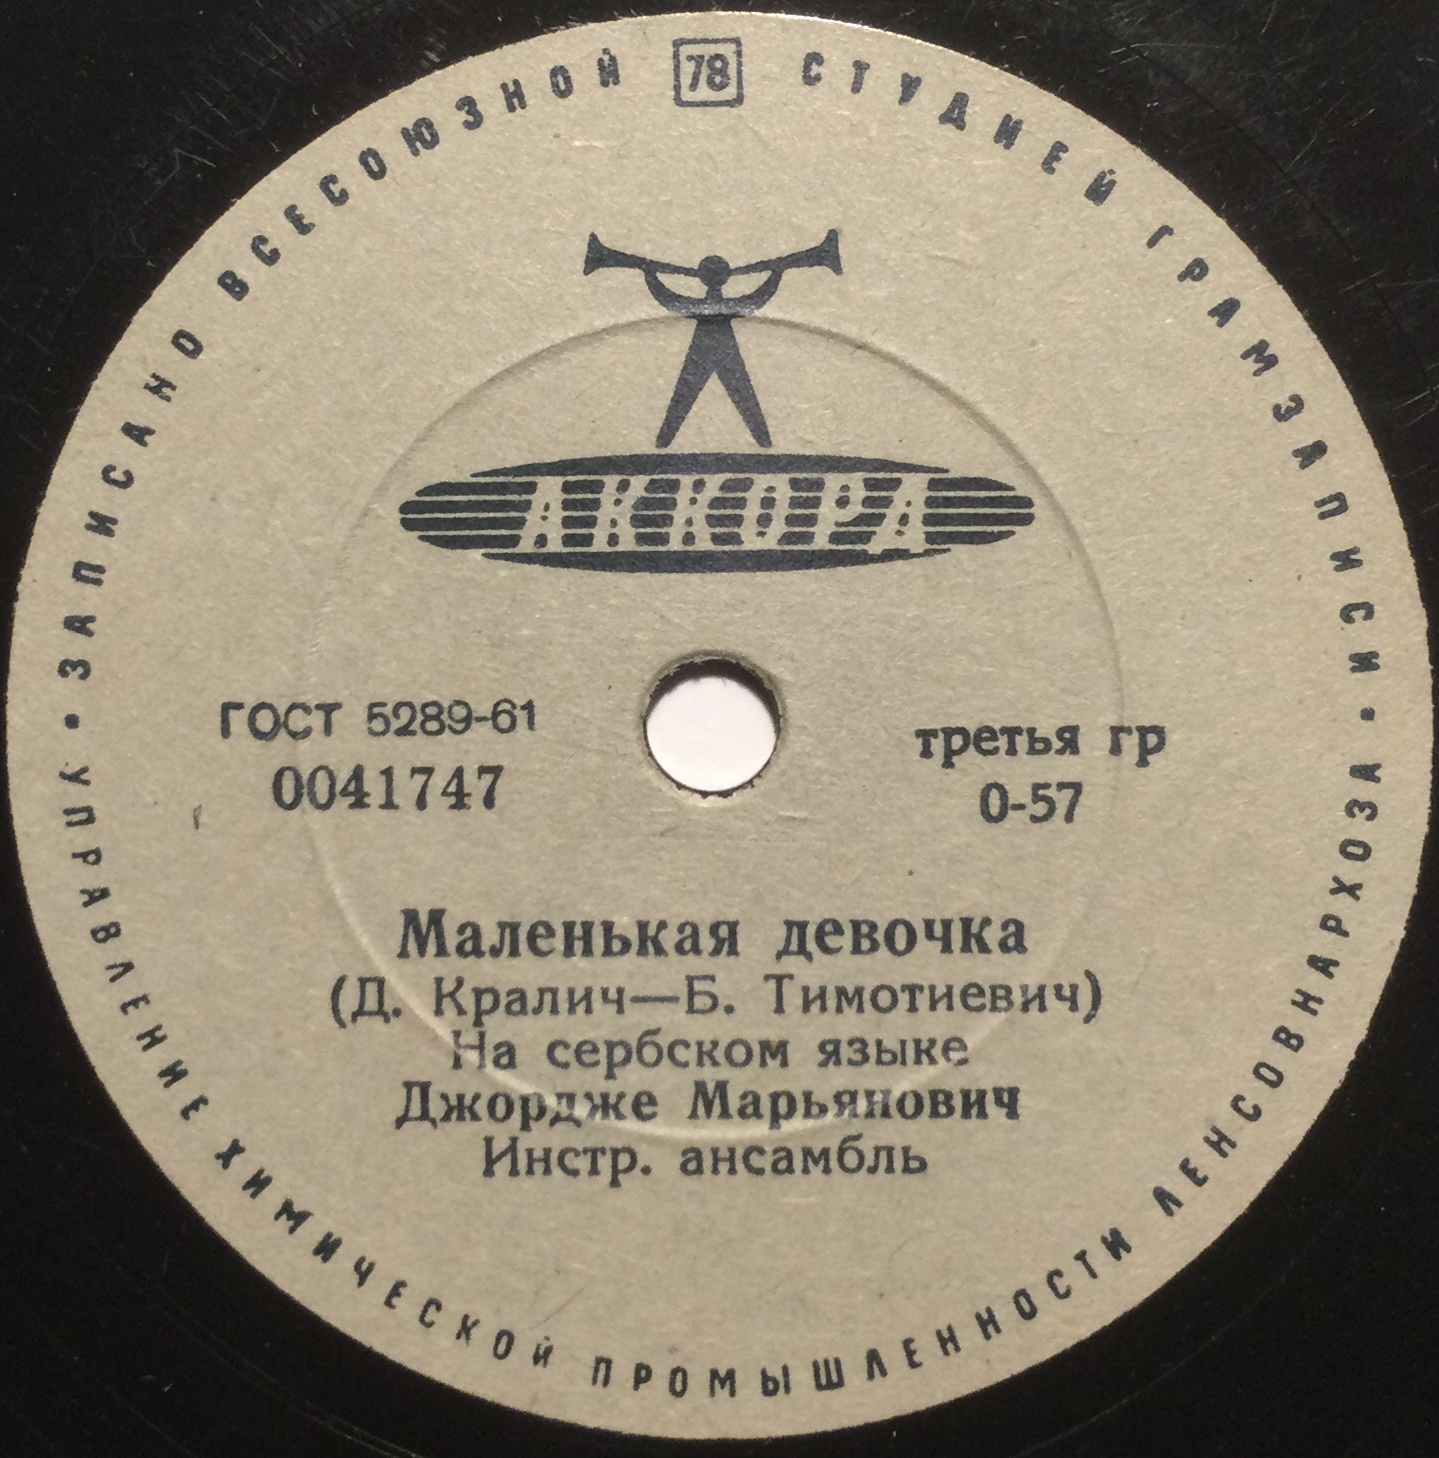 ЗАПИСАНО ВСЕСОЮЗНОЙ 78 СТУДИЕЙ ГРАМЗАПИСИ
АККОРД
ГОСТ 5289-61
0041747
третья гр
0-57
Маленькая девочка
(Д. Кралич—Б. Тимотиевич)
На сербском языке
Джордже Марьянович
Инстр. ансамбль
• УПРАВЛЕНИЕ ХИМИЧЕСКОЙ ПРОМЫШЛЕННОСТИ ЛЕНСОВНАРХОЗА •